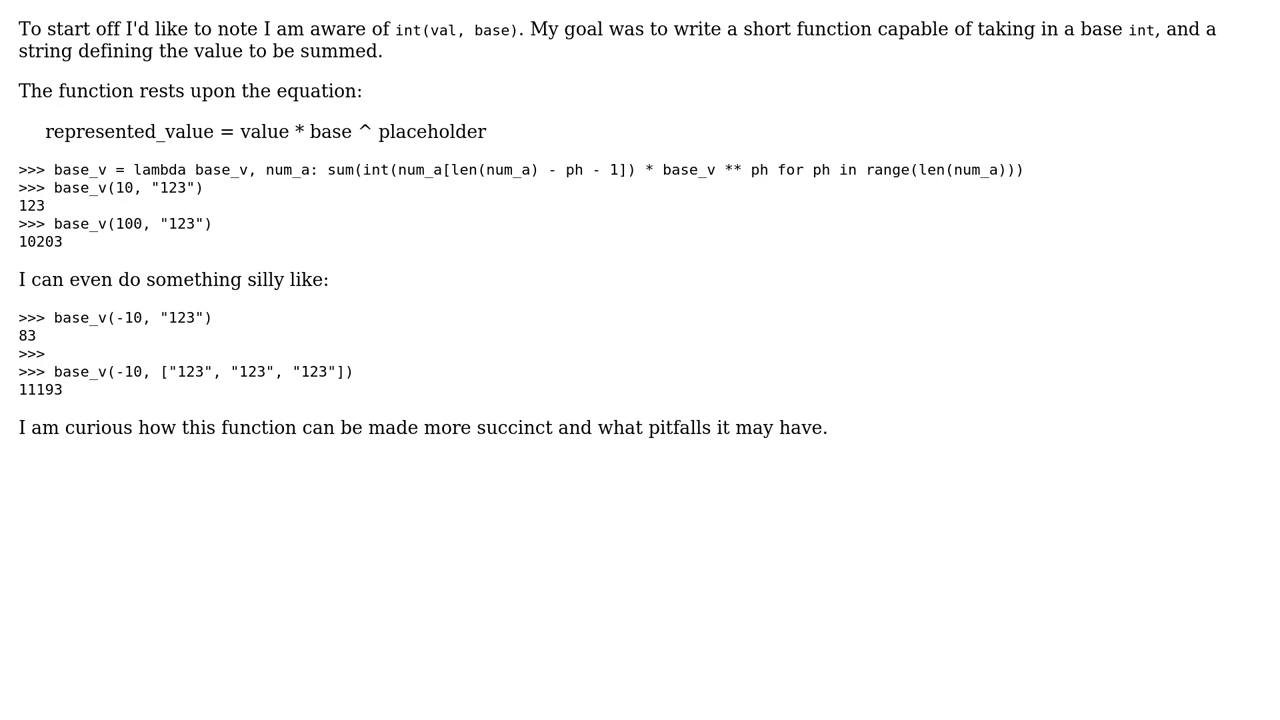 To start off I'd like to note I am aware of int(val, base). My goal was to write a short function capable of taking in a base int, and a
string defining the value to be summed.
The function rests upon the equation:
represented_value = value * base ^ placeholder
>>> base_v = lambda base_v, num_a: sum(int(num_a[len(num_a) - ph - 1]) * base_v ** ph for ph in range(len(num_a)))
>>> base_v(10, "123")
123
>>> base_v(100, "123")
10203
I can even do something silly like:
>>> base_v(-10, "123")
83
>>>
>>> base_v(-10, ["123", "123", "123"])
11193
I am curious how this function can be made more succinct and what pitfalls it may have.